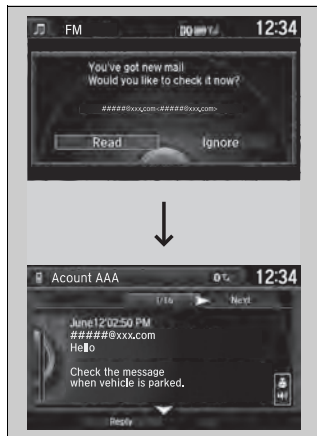 FM
12:34
You've got new mail
Would you like to check it now?
#####@xxx.com<#####@xxx.com>
Read Ignore
Acount AAA
12:34
1/16 Next
June12'02:50 PM
#####@xxx.com
Hello
Check the message
when vehicle is parked.
Reply